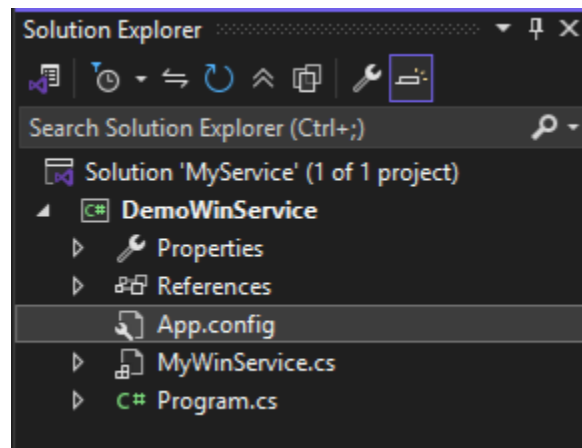 Solution Explorer
Search Solution Explorer (Ctrl+;)
Solution 'MyService' (1 of 1 project)
C# DemoWinService
Properties
References
App.config
MyWinService.cs
C# Program.cs